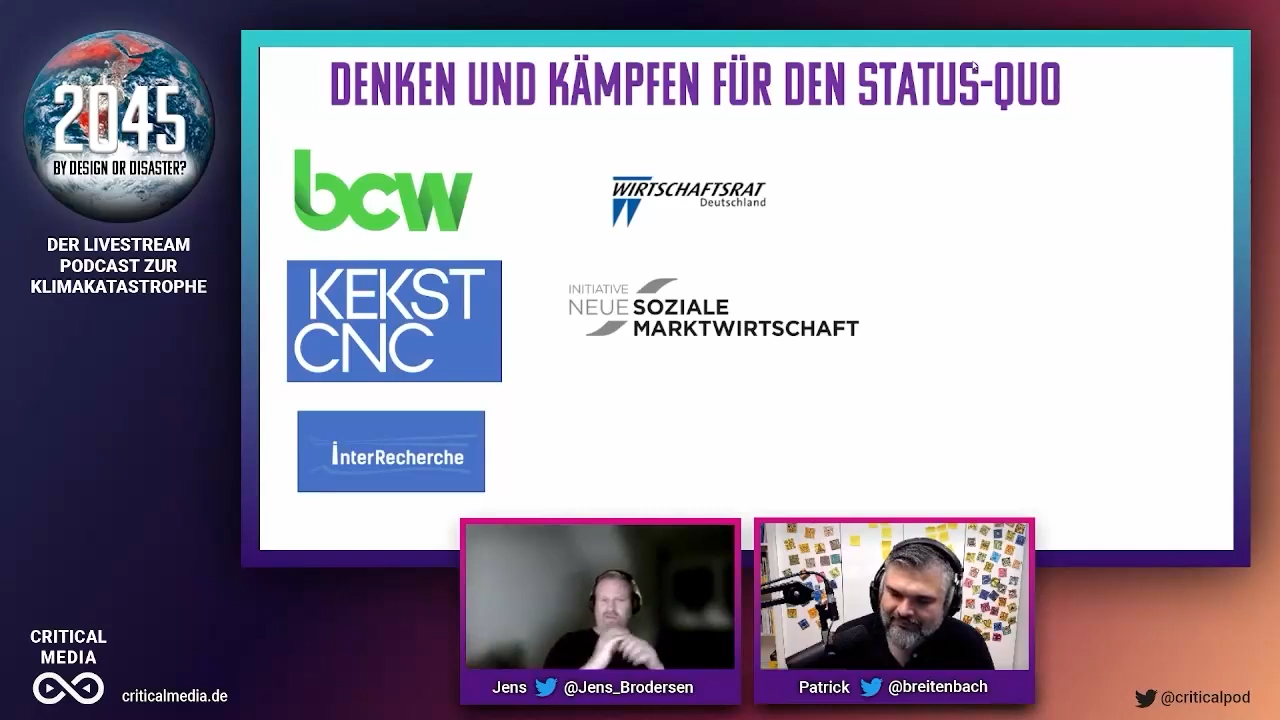 2045
BY DESIGN OR DISASTER?
DER LIVESTREAM
PODCAST ZUR
KLIMAKATASTROPHE
DENKEN UND KÄMPFEN FÜR DEN STATUS-QUO
bcw
WIRTSCHAFTSRAT
Deutschland
KEKST
CNC
INITIATIVE
NEUE SOZIALE
MARKTWIRTSCHAFT
interRecherche
CRITICAL
MEDIA
criticalmedia.de
Jens @Jens_Brodersen
Patrick @breitenbach
@criticalpod